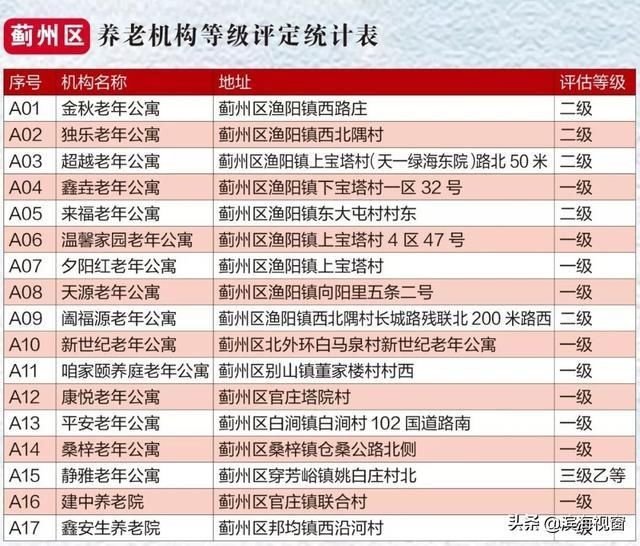 蓟州区 养老机构等级评定统计表
序号 机构名称 地址 评估等级
A01 金秋老年公寓 蓟州区渔阳镇西路庄 二级
A02 独乐老年公寓 蓟州区渔阳镇西北隅村 二级
A03 超越老年公寓 蓟州区渔阳镇上宝塔村(天一绿海东院)路北50米 二级
A04 鑫垚老年公寓 蓟州区渔阳镇下宝塔村一区32号 一级
A05 来福老年公寓 蓟州区渔阳镇东大屯村村东 二级
A06 温馨家园老年公寓 蓟州区渔阳镇上宝塔村4区47号 一级
A07 夕阳红老年公寓 蓟州区渔阳镇上宝塔村 一级
A08 天源老年公寓 蓟州区渔阳镇向阳里五条二号 一级
A09 阖福源老年公寓 蓟州区渔阳镇西北隅村长城路残联北200米路西 二级
A10 新世纪老年公寓 蓟州区北外环白马泉村新世纪老年公寓 一级
A11 咱家颐养庭老年公寓 蓟州区别山镇董家楼村村西 一级
A12 康悦老年公寓 蓟州区官庄塔院村 一级
A13 平安老年公寓 蓟州区白涧镇白涧村102国道路南 一级
A14 桑梓老年公寓 蓟州区桑梓镇仓桑公路北侧 一级
A15 静雅老年公寓 蓟州区穿芳峪镇姚白庄村北 三级乙等
A16 建中养老院 蓟州区官庄镇联合村 一级
A17 鑫安生养老院 蓟州区邦均镇西沿河村 一级
头条 @滨海视窗